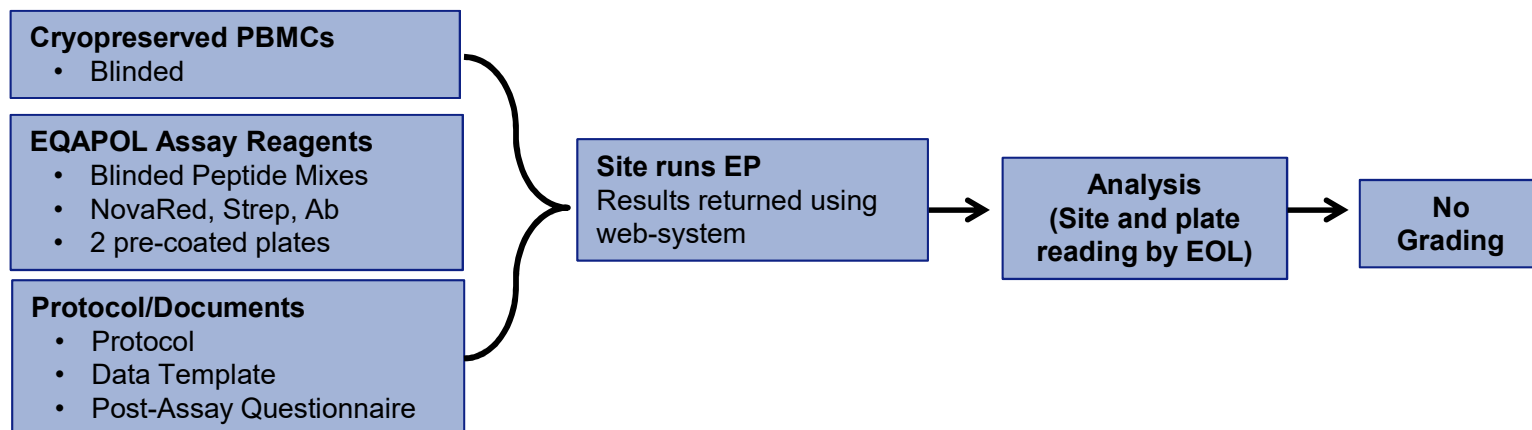 Cryopreserved PBMCs
• Blinded
EQAPOL Assay Reagents
• Blinded Peptide Mixes
• NovaRed, Strep, Ab
• 2 pre-coated plates
Protocol/Documents
• Protocol
• Data Template
• Post-Assay Questionnaire
Site runs EP
Results returned using
web-system
Analysis
(Site and plate
reading by EOL)
No
Grading